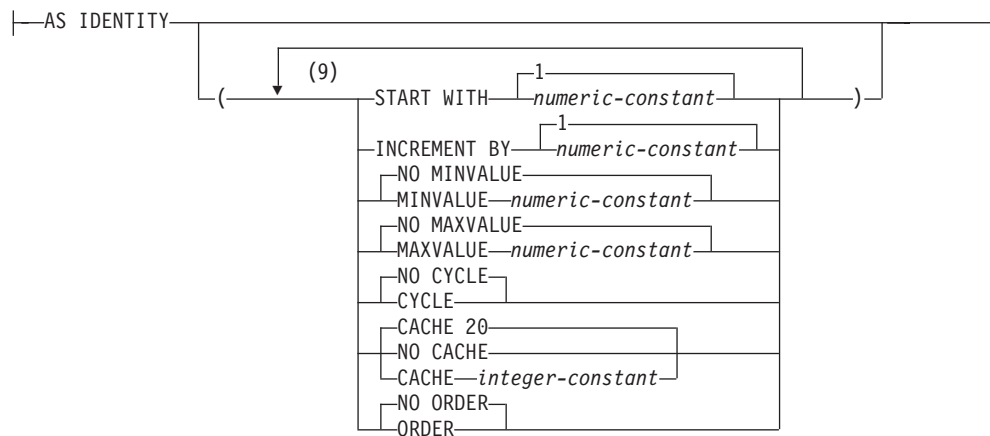 AS IDENTITY
(9) 1
( START WITH numeric-constant )
1
INCREMENT BY numeric-constant
NO MINVALUE
MINVALUE numeric-constant
NO MAXVALUE
MAXVALUE numeric-constant
NO CYCLE
CYCLE
CACHE 20
NO CACHE
CACHE integer-constant
NO ORDER
ORDER